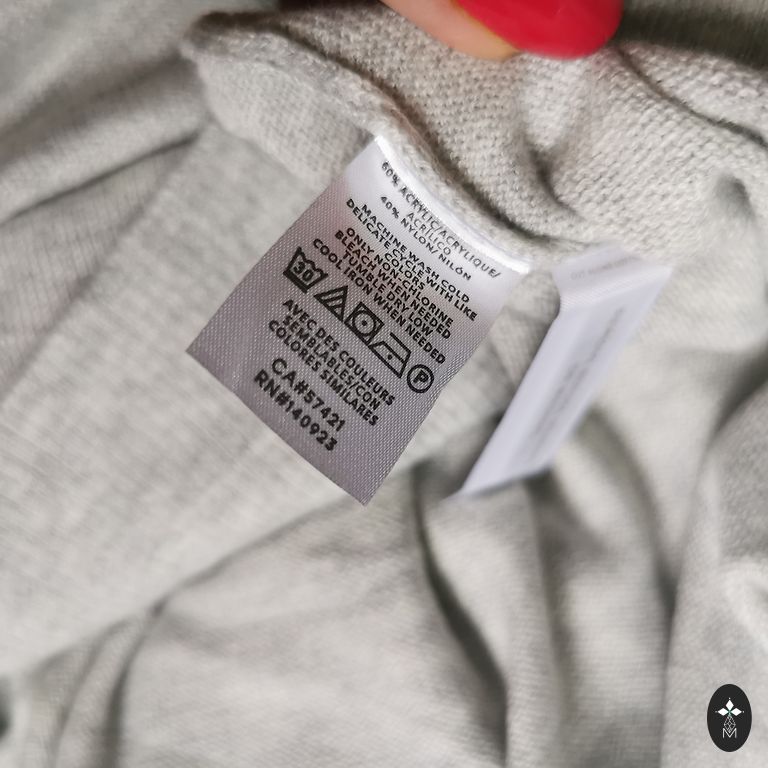 60% ACRYLIC/ACRYLIQUE/
ACRÍLICO
40% NYLON/ NILÓN
MACHINE WASH COLD
DELICATE CYCLE WITH LIKE
COLORS
ONLY NON-CHLORINE
BLEACH WHEN NEEDED
TUMBLE DRY LOW
COOL IRON WHEN NEEDED
30 P
AVEC DES COULEURS
SEMBLABLES/CON
COLORES SIMILARES
CA#57421
RN#140923
M